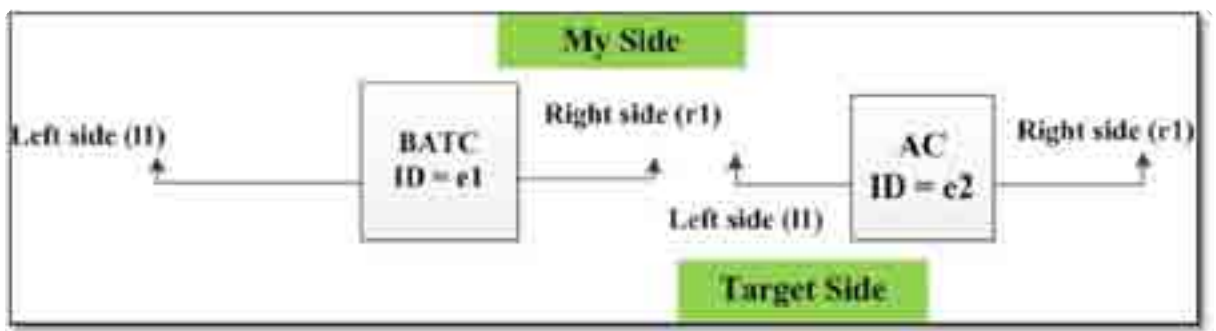 My Side
Left side (l1)
BATC
ID = e1
Right side (r1)
Left side (l1)
AC
ID = e2
Right side (r1)
Target Side